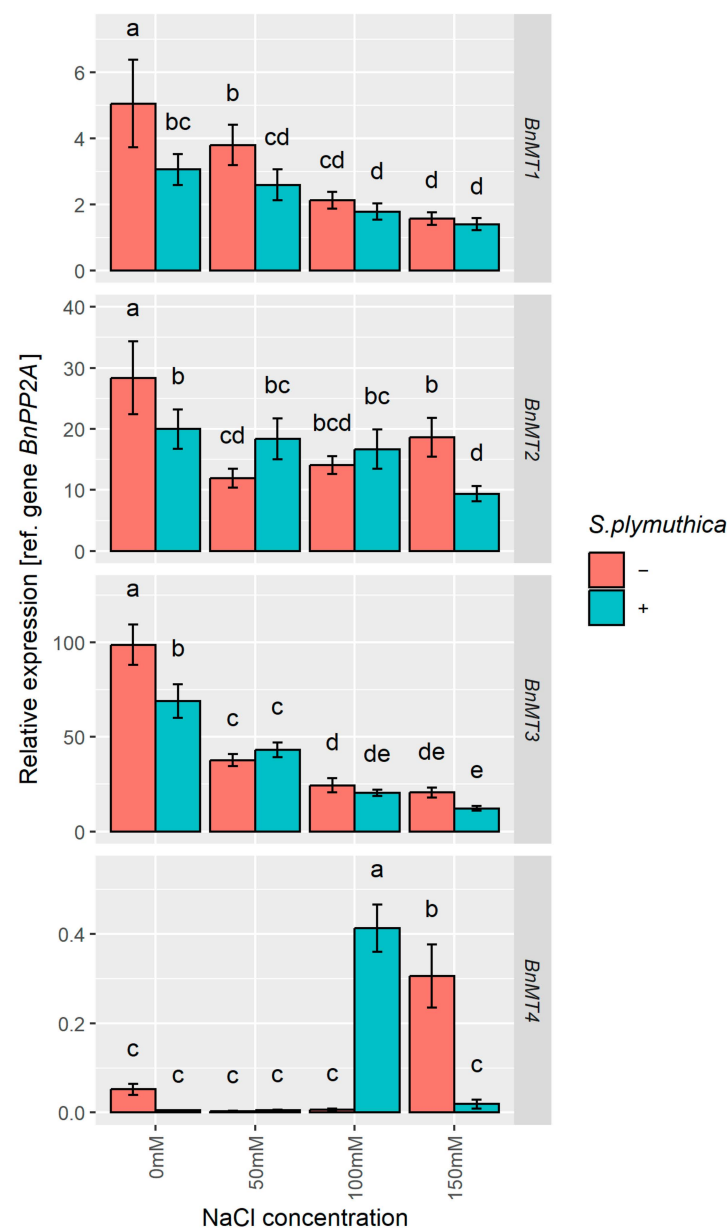 a
bc
b
cd
cd
d
d
d
6
4
2
0
BnMT1
a
b
cd
bc
bcd
bc
b
d
40
30
20
10
0
BnMT2
a
b
c
c
d
de
de
e
100
50
0
BnMT3
a
b
c
c
c
c
c
c
0.4
0.2
0.0
BnMT4
Relative expression [ref. gene BnPP2A]
0mM
50mM
100mM
150mM
NaCl concentration
S.plymuthica
−
+